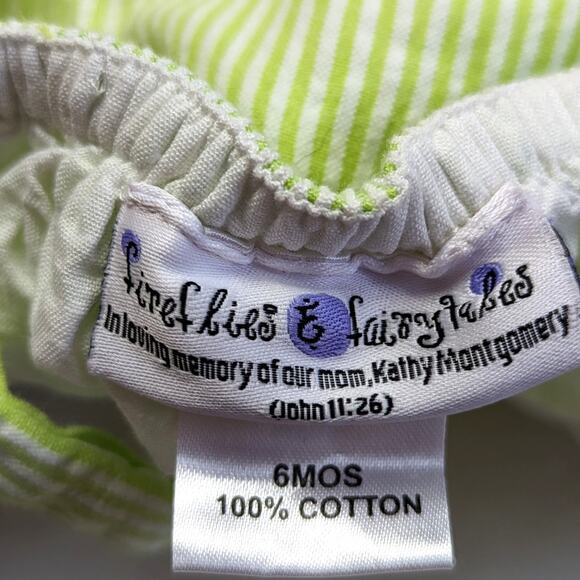 fireflies & fairytales
In loving memory of our mom, Kathy Montgomery
(John 11:26)
6MOS
100% COTTON